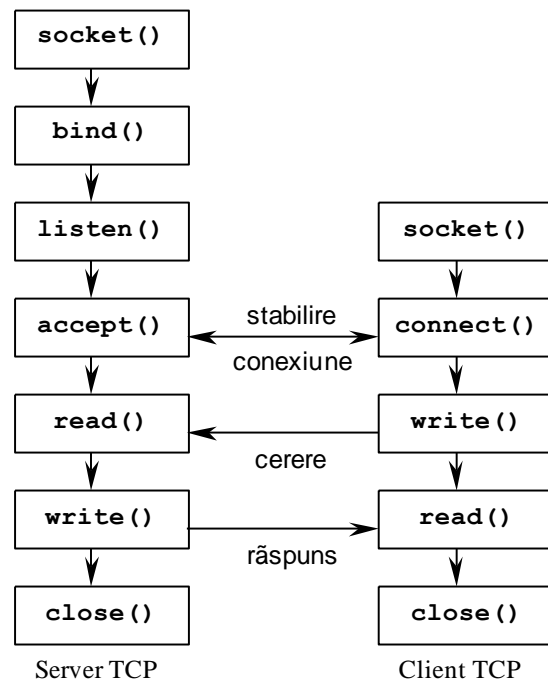 socket()
bind()
listen()
socket()
accept()
stabilire
conexiune
connect()
read()
cerere
write()
write()
rãspuns
read()
close()
close()
Server TCP
Client TCP